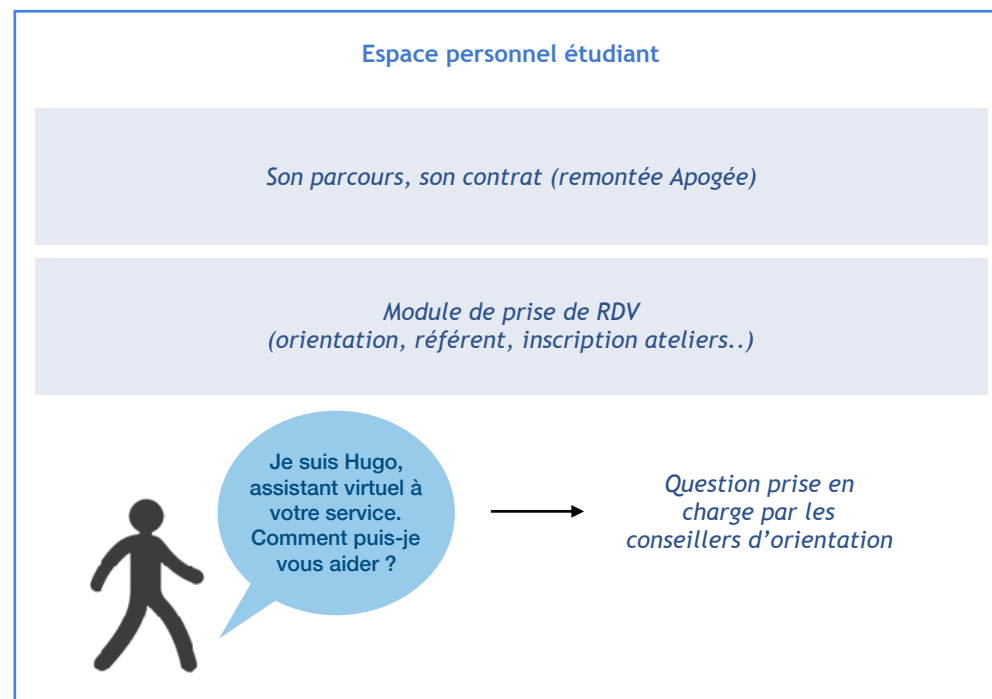 Espace personnel étudiant
Son parcours, son contrat (remontée Apogée)
Module de prise de RDV
(orientation, référent, inscription ateliers..)
Je suis Hugo,
assistant virtuel à
votre service.
Comment puis-je
vous aider ?
Question prise en
charge par les
conseillers d’orientation